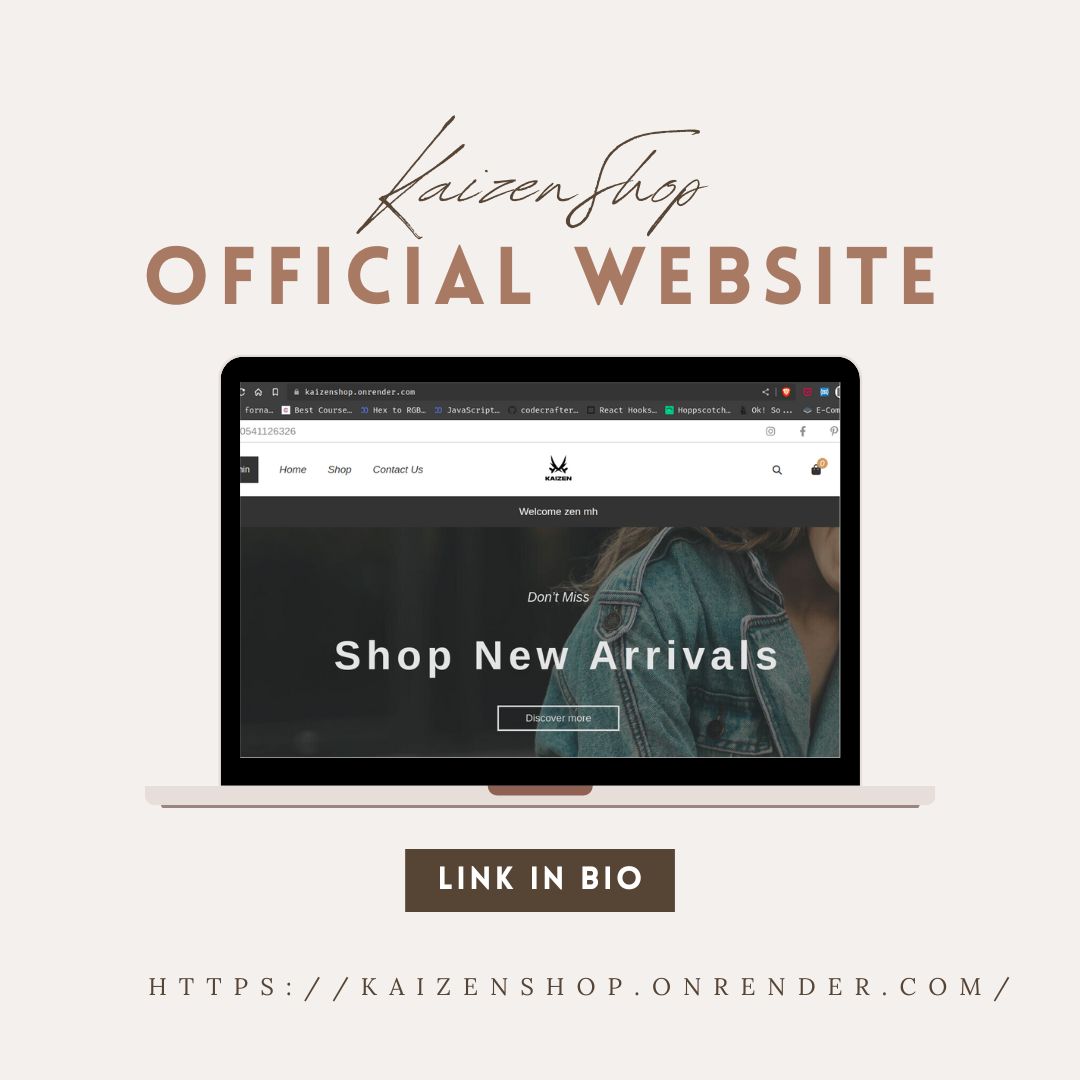 KaizenShop
OFFICIAL WEBSITE
kaizenshop.onrender.com
forna… Best Course… Hex to RGB… JavaScript… codecrafter… React Hooks… Hoppscotch… Ok! So... E-Com
0541126326
Home Shop Contact Us KAIZEN 0
Welcome zen mh
Don't Miss
Shop New Arrivals
Discover more
LINK IN BIO
HTTPS://KAIZENSHOP.ONRENDER.COM/